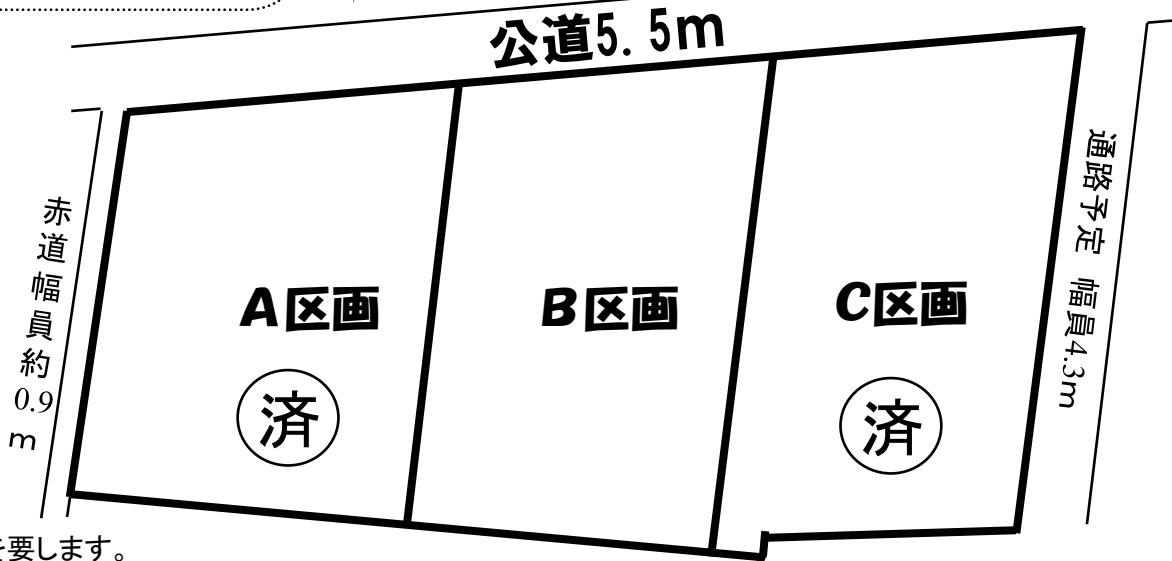 公道5.5m
赤道幅員約0.9m
通路予定 幅員4.3m
A区画
B区画
C区画
済
済
要します。